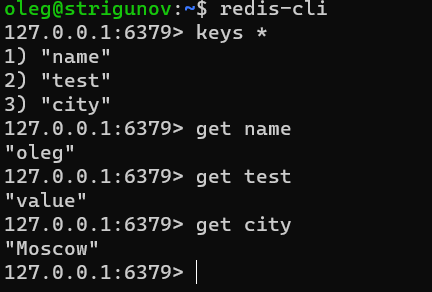 oleg@strigunov:~$ redis-cli
127.0.0.1:6379> keys *
1) "name"
2) "test"
3) "city"
127.0.0.1:6379> get name
"oleg"
127.0.0.1:6379> get test
"value"
127.0.0.1:6379> get city
"Moscow"
127.0.0.1:6379>